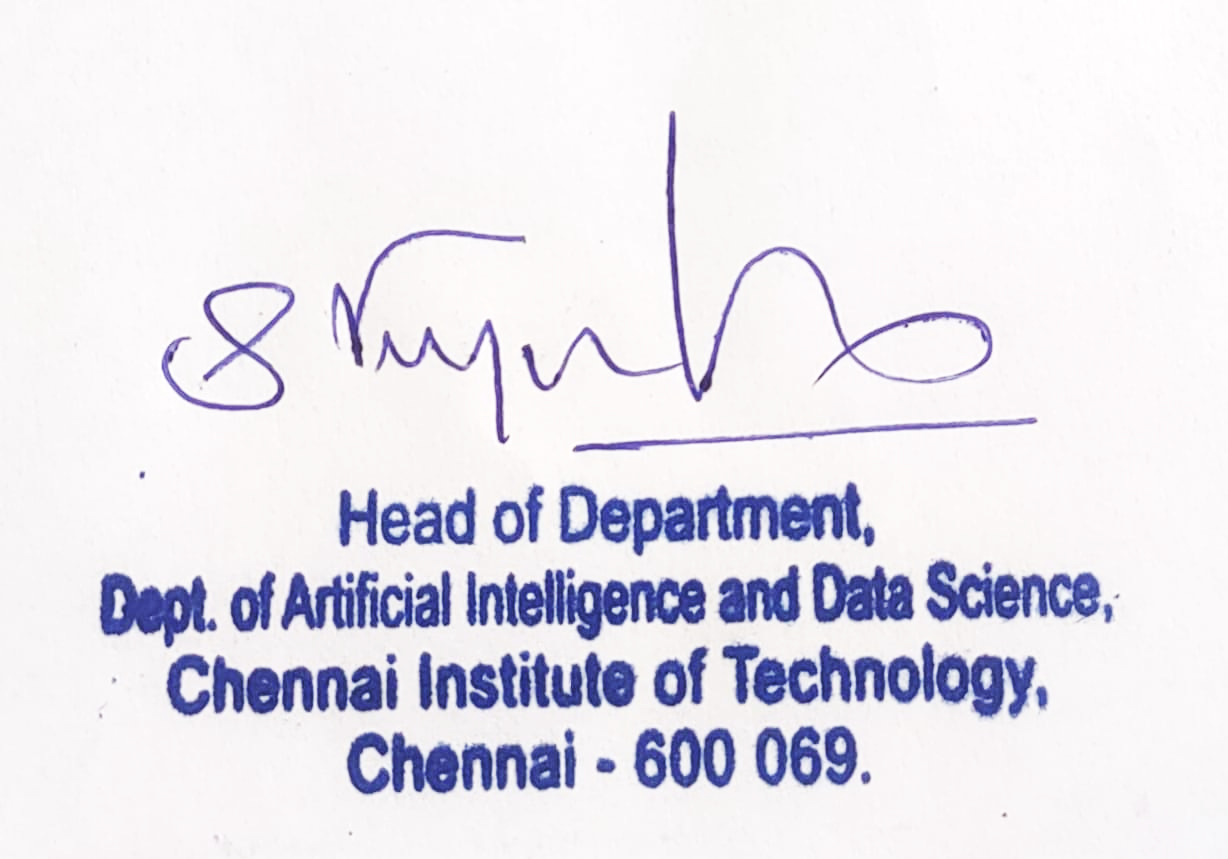 Head of Department,
Dept. of Artificial Intelligence and Data Science,
Chennai Institute of Technology,
Chennai - 600 069.